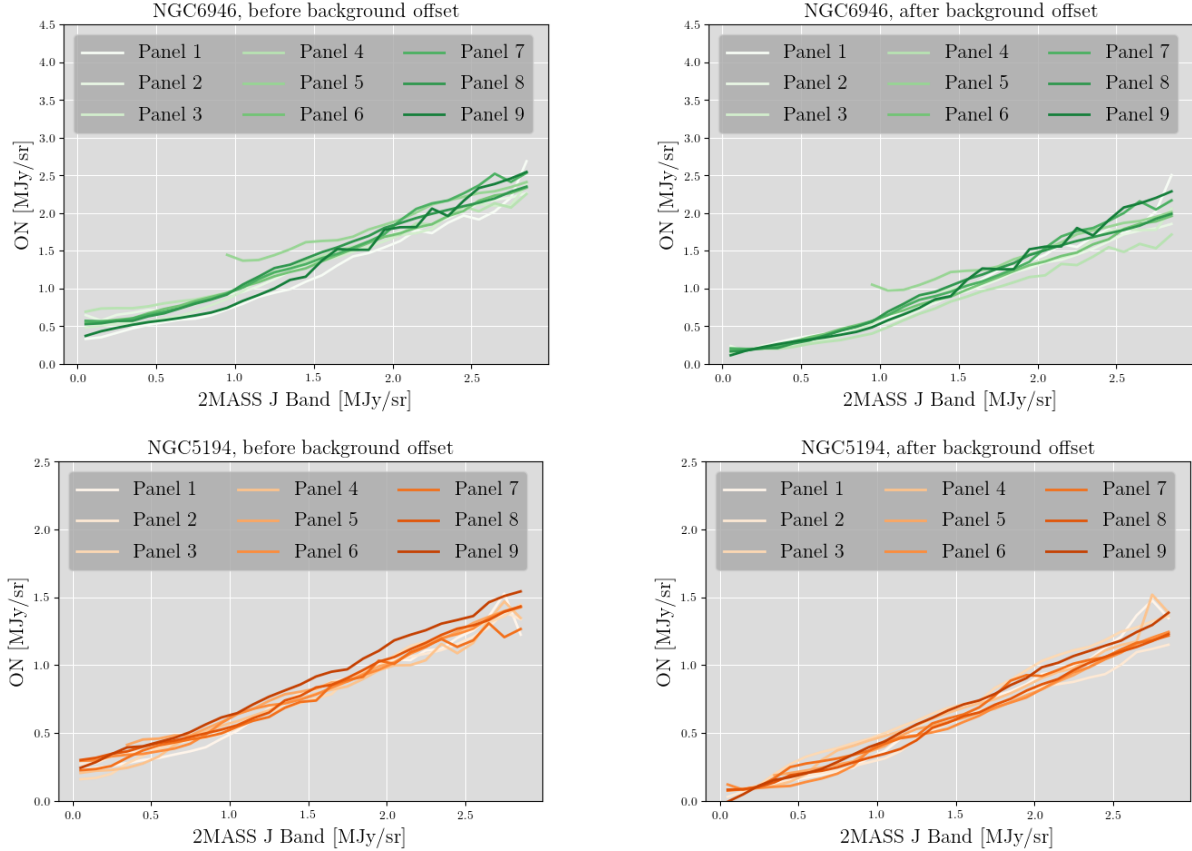 NGC6946, before background offset
4.5
4.0
3.5
3.0
2.5
2.0
1.5
1.0
0.5
0.0
ON [MJy/sr]
Panel 1 Panel 4 Panel 7
Panel 2 Panel 5 Panel 8
Panel 3 Panel 6 Panel 9
0.0 0.5 1.0 1.5 2.0 2.5
2MASS J Band [MJy/sr]
NGC6946, after background offset
4.5
4.0
3.5
3.0
2.5
2.0
1.5
1.0
0.5
0.0
ON [MJy/sr]
Panel 1 Panel 4 Panel 7
Panel 2 Panel 5 Panel 8
Panel 3 Panel 6 Panel 9
0.0 0.5 1.0 1.5 2.0 2.5
2MASS J Band [MJy/sr]
NGC5194, before background offset
2.5
2.0
1.5
1.0
0.5
0.0
ON [MJy/sr]
Panel 1 Panel 4 Panel 7
Panel 2 Panel 5 Panel 8
Panel 3 Panel 6 Panel 9
0.0 0.5 1.0 1.5 2.0 2.5
2MASS J Band [MJy/sr]
NGC5194, after background offset
2.5
2.0
1.5
1.0
0.5
0.0
ON [MJy/sr]
Panel 1 Panel 4 Panel 7
Panel 2 Panel 5 Panel 8
Panel 3 Panel 6 Panel 9
0.0 0.5 1.0 1.5 2.0 2.5
2MASS J Band [MJy/sr]